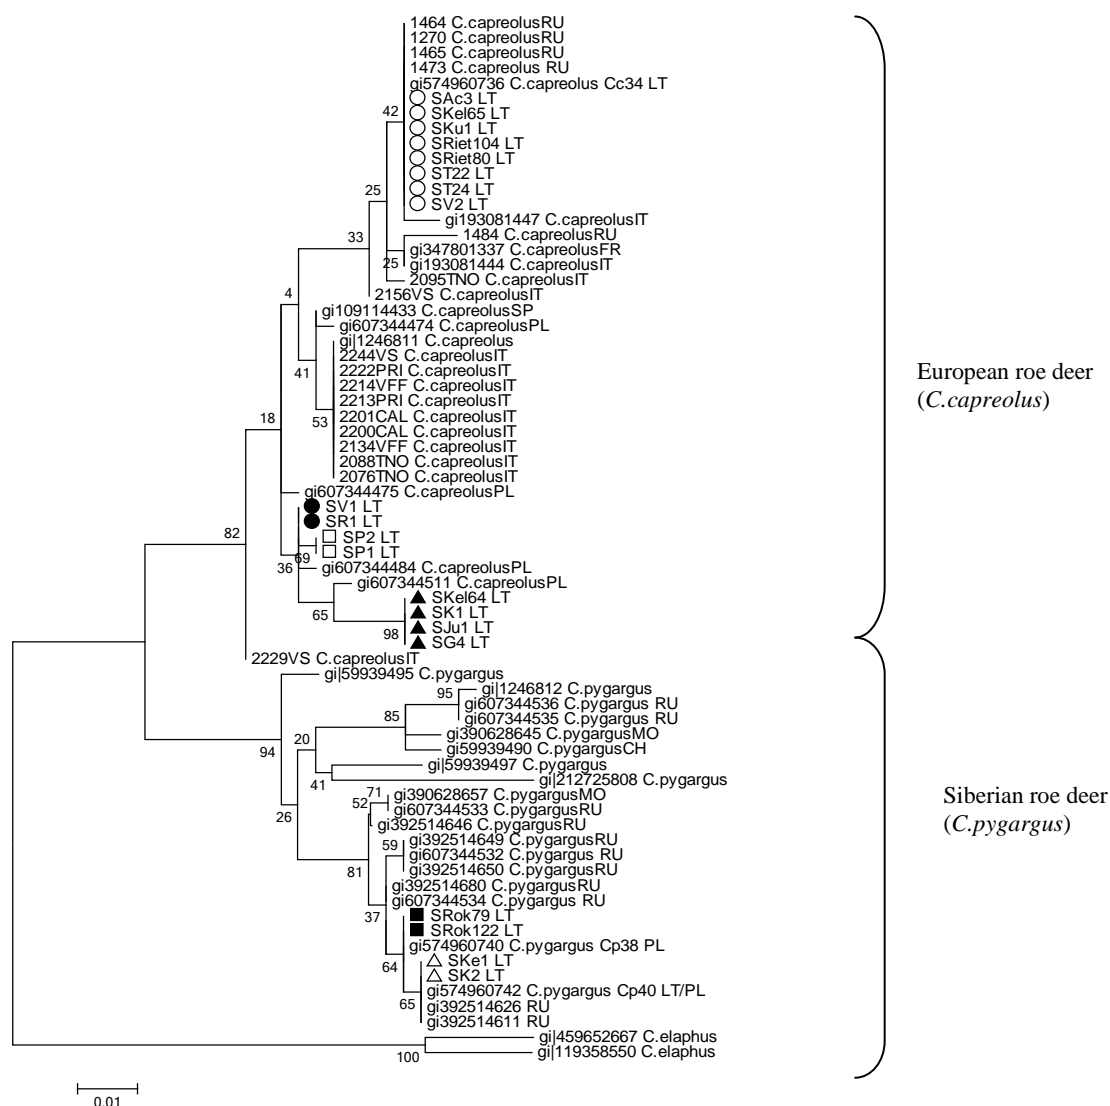 1464 C.capreolusRU
1270 C.capreolusRU
1465 C.capreolusRU
1473 C.capreolus RU
gi574960736 C.capreolus Cc34 LT
SAc3 LT
42
SKel65 LT
SKu1 LT
SRiet104 LT
SRiet80 LT
ST22 LT
25
ST24 LT
SV2 LT
gi193081447 C.capreolusIT
33
1484 C.capreolusRU
gi347801337 C.capreolusFR
25
gi193081444 C.capreolusIT
2095TNO C.capreolusIT
4
2156VS C.capreolusIT
gi109114433 C.capreolusSP
gi607344474 C.capreolusPL
gi|1246811 C.capreolus
2244VS C.capreolusIT
41
2222PRI C.capreolusIT
European roe deer
2214VFF C.capreolusIT
(C.capreolus)
2213PRI C.capreolusIT
18
53
2201CAL C.capreolusIT
2200CAL C.capreolusIT
2134VFF C.capreolusIT
2088TNO C.capreolusIT
2076TNO C.capreolusIT
gi607344475 C.capreolusPL
SV1 LT
SR1 LT
82
SP2 LT
69
SP1 LT
36
gi607344484 C.capreolusPL
gi607344511 C.capreolusPL
SKel64 LT
65
SK1 LT
SJu1 LT
98
SG4 LT
2229VS C.capreolusIT
gi|59939495 C.pygargus
95
gi|1246812 C.pygargus
gi607344536 C.pygargus RU
85
gi607344535 C.pygargus RU
20
gi390628645 C.pygargusMO
94
gi59939490 C.pygargusCH
gi|59939497 C.pygargus
41
gi|212725808 C.pygargus
71
gi390628657 C.pygargusMO
Siberian roe deer
52
gi607344533 C.pygargusRU
(C.pygargus)
26
gi392514646 C.pygargusRU
gi392514649 C.pygargusRU
59
gi607344532 C.pygargus RU
81
gi392514650 C.pygargusRU
gi392514680 C.pygargusRU
gi607344534 C.pygargus RU
37
SRok79 LT
SRok122 LT
gi574960740 C.pygargus Cp38 PL
64
SKe1 LT
SK2 LT
gi574960742 C.pygargus Cp40 LT/PL
65
gi392514626 RU
gi392514611 RU
gi|459652667 C.elaphus
100
gi|119358550 C.elaphus
0.01